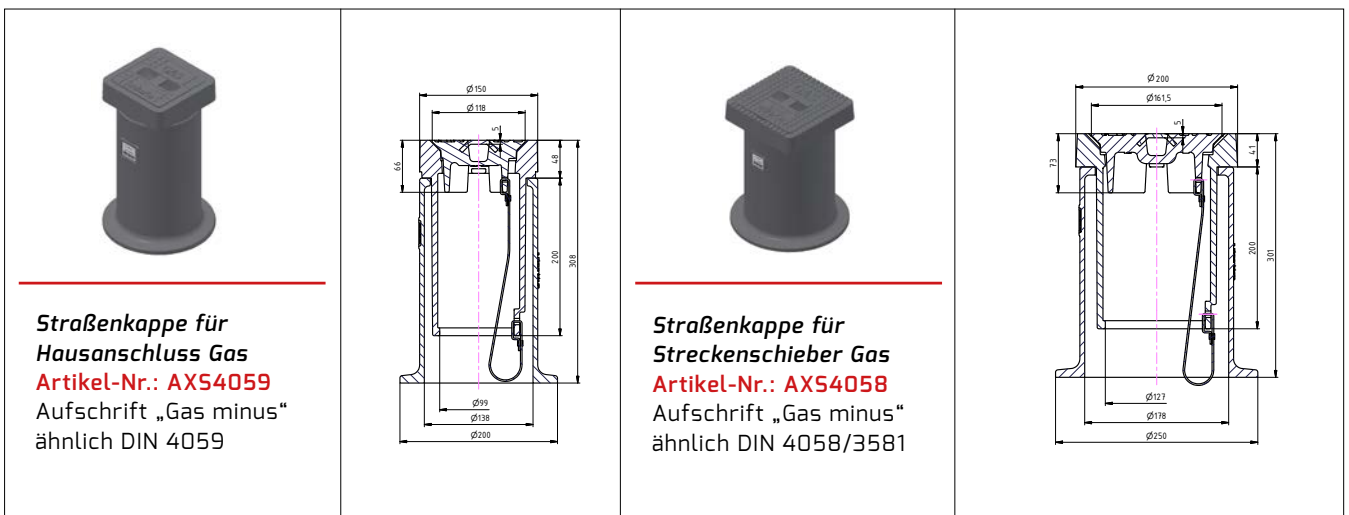 Straßenkappe für
Hausanschluss Gas
Artikel-Nr.: AXS4059
Aufschrift „Gas minus“
ähnlich DIN 4059
Ø150
Ø118
5
66
48
200
308
Ø99
Ø138
Ø200
Straßenkappe für
Streckenschieber Gas
Artikel-Nr.: AXS4058
Aufschrift „Gas minus“
ähnlich DIN 4058/3581
Ø200
Ø161,5
5
73
41
200
301
Ø127
Ø178
Ø250